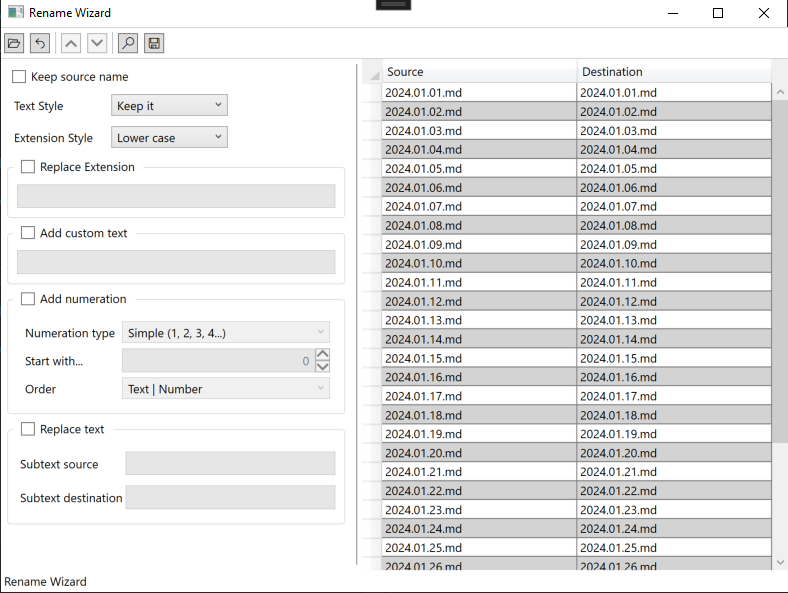 Rename Wizard
Keep source name
Text Style Keep it
Extension Style Lower case
Replace Extension
Add custom text
Add numeration
Numeration type Simple (1, 2, 3, 4...)
Start with... 0
Order Text | Number
Replace text
Subtext source
Subtext destination
Source Destination
2024.01.01.md 2024.01.01.md
2024.01.02.md 2024.01.02.md
2024.01.03.md 2024.01.03.md
2024.01.04.md 2024.01.04.md
2024.01.05.md 2024.01.05.md
2024.01.06.md 2024.01.06.md
2024.01.07.md 2024.01.07.md
2024.01.08.md 2024.01.08.md
2024.01.09.md 2024.01.09.md
2024.01.10.md 2024.01.10.md
2024.01.11.md 2024.01.11.md
2024.01.12.md 2024.01.12.md
2024.01.13.md 2024.01.13.md
2024.01.14.md 2024.01.14.md
2024.01.15.md 2024.01.15.md
2024.01.16.md 2024.01.16.md
2024.01.17.md 2024.01.17.md
2024.01.18.md 2024.01.18.md
2024.01.19.md 2024.01.19.md
2024.01.20.md 2024.01.20.md
2024.01.21.md 2024.01.21.md
2024.01.22.md 2024.01.22.md
2024.01.23.md 2024.01.23.md
2024.01.24.md 2024.01.24.md
2024.01.25.md 2024.01.25.md
2024.01.26.md 2024.01.26.md
Rename Wizard